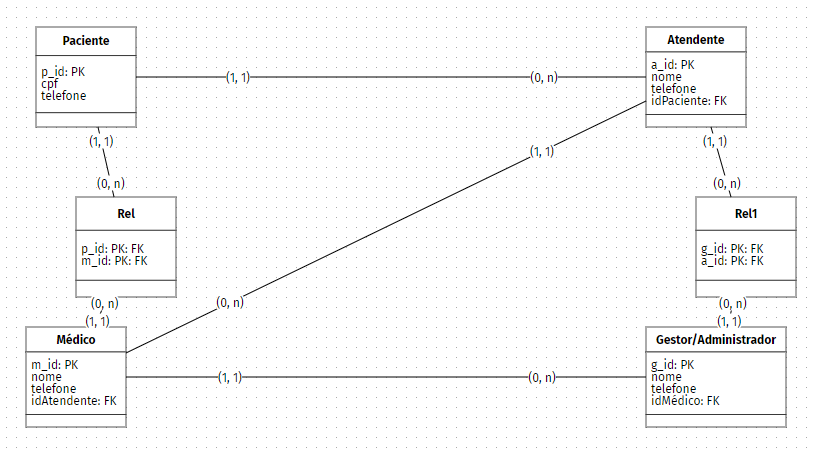 Paciente
p_id: PK
cpf
telefone
(1, 1)
(0, n)
Atendente
a_id: PK
nome
telefone
idPaciente: FK
(1, 1)
(0, n)
Rel
p_id: PK: FK
m_id: PK: FK
(0, n)
(1, 1)
(1, 1)
(0, n)
(1, 1)
(0, n)
Rel1
g_id: PK: FK
a_id: PK: FK
(0, n)
(1, 1)
Médico
m_id: PK
nome
telefone
idAtendente: FK
(1, 1)
(0, n)
Gestor/Administrador
g_id: PK
nome
telefone
idMédico: FK